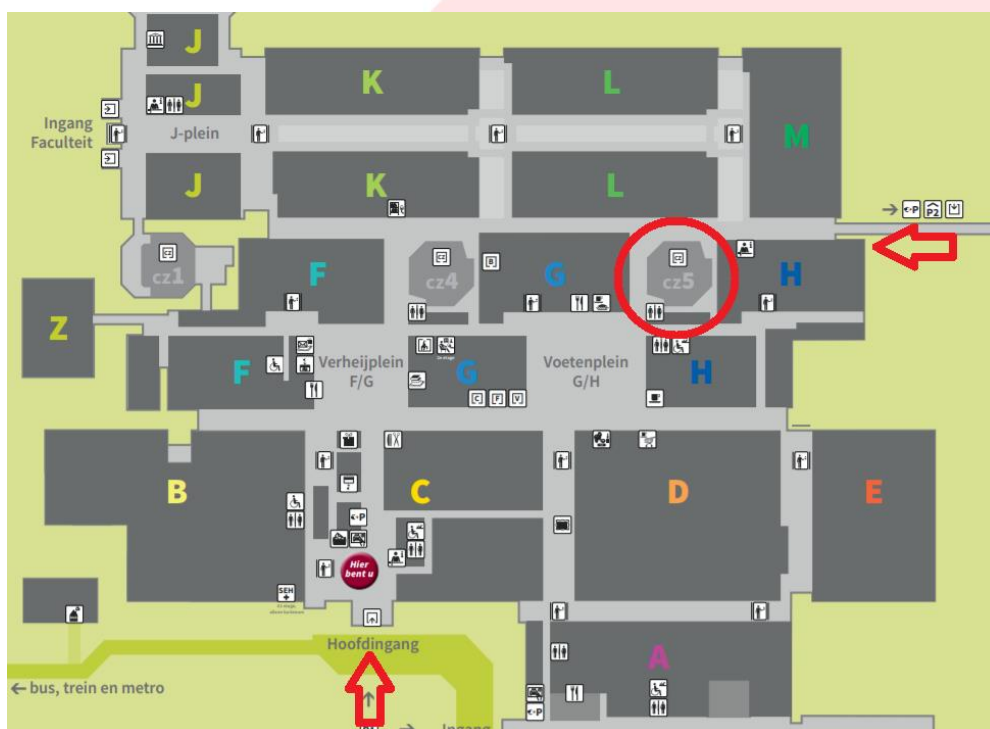 J
K
L
J
M
Ingang
Faculteit
J-plein
J
K
L
→ P P2
cz1
F
cz4
B
G
cz5
H
Z
F
Verheijplein
F/G
G
C F V
Voetenplein
G/H
H
B
C
D
E
P
Hier
bent u
SEH
+
Hoofdingang
A
← bus, trein en metro
P
→ Ingang